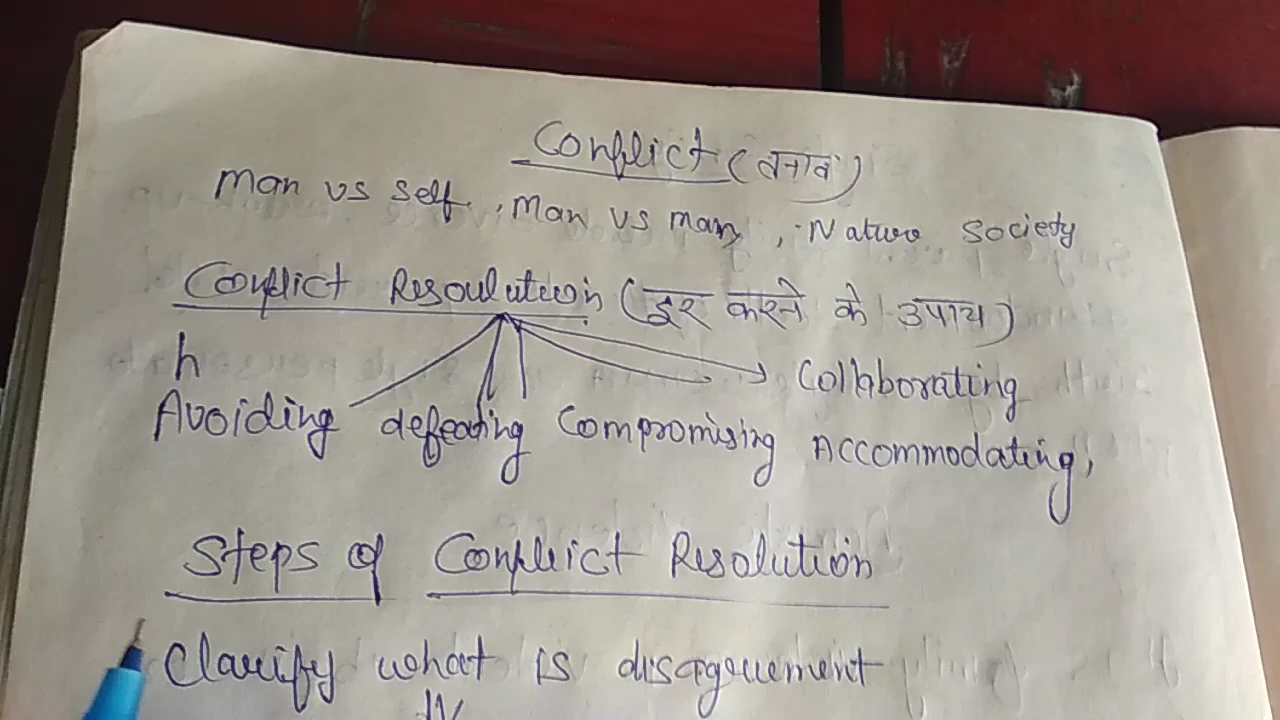 Conflict (तनाव)
Man vs self, Man vs man, Nature Society
Conflict Resoulution (दूर करने के उपाय)
h
Collaborating
Avoiding defeating Compromising Accommodating,
Steps of Conflict Resolution
Clarify what is disagreement